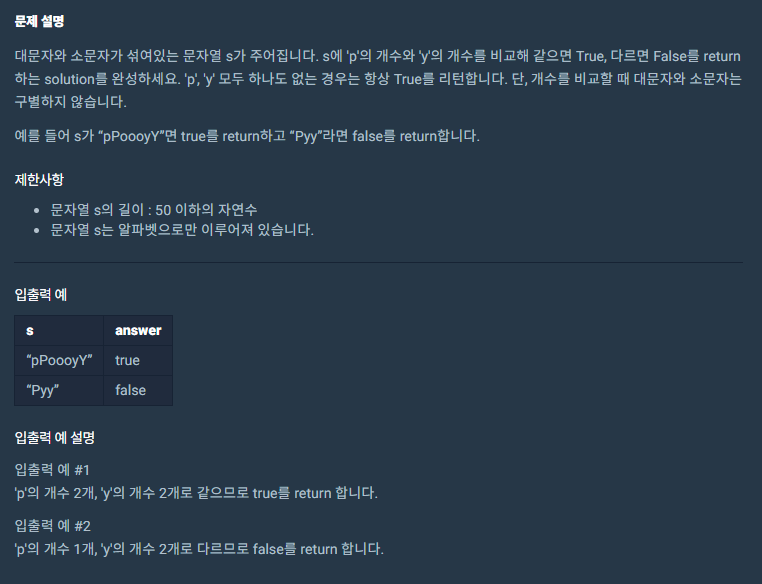 문제 설명
대문자와 소문자가 섞여있는 문자열 s가 주어집니다. s에 'p'의 개수와 'y'의 개수를 비교해 같으면 True, 다르면 False를 return
하는 solution를 완성하세요. 'p', 'y' 모두 하나도 없는 경우는 항상 True를 리턴합니다. 단, 개수를 비교할 때 대문자와 소문자는
구별하지 않습니다.
예를 들어 s가 “pPoooyY”면 true를 return하고 “Pyy”라면 false를 return합니다.
제한사항
• 문자열 s의 길이 : 50 이하의 자연수
• 문자열 s는 알파벳으로만 이루어져 있습니다.
입출력 예
s answer
“pPoooyY” true
“Pyy” false
입출력 예 설명
입출력 예 #1
'p'의 개수 2개, 'y'의 개수 2개로 같으므로 true를 return 합니다.
입출력 예 #2
'p'의 개수 1개, 'y'의 개수 2개로 다르므로 false를 return 합니다.